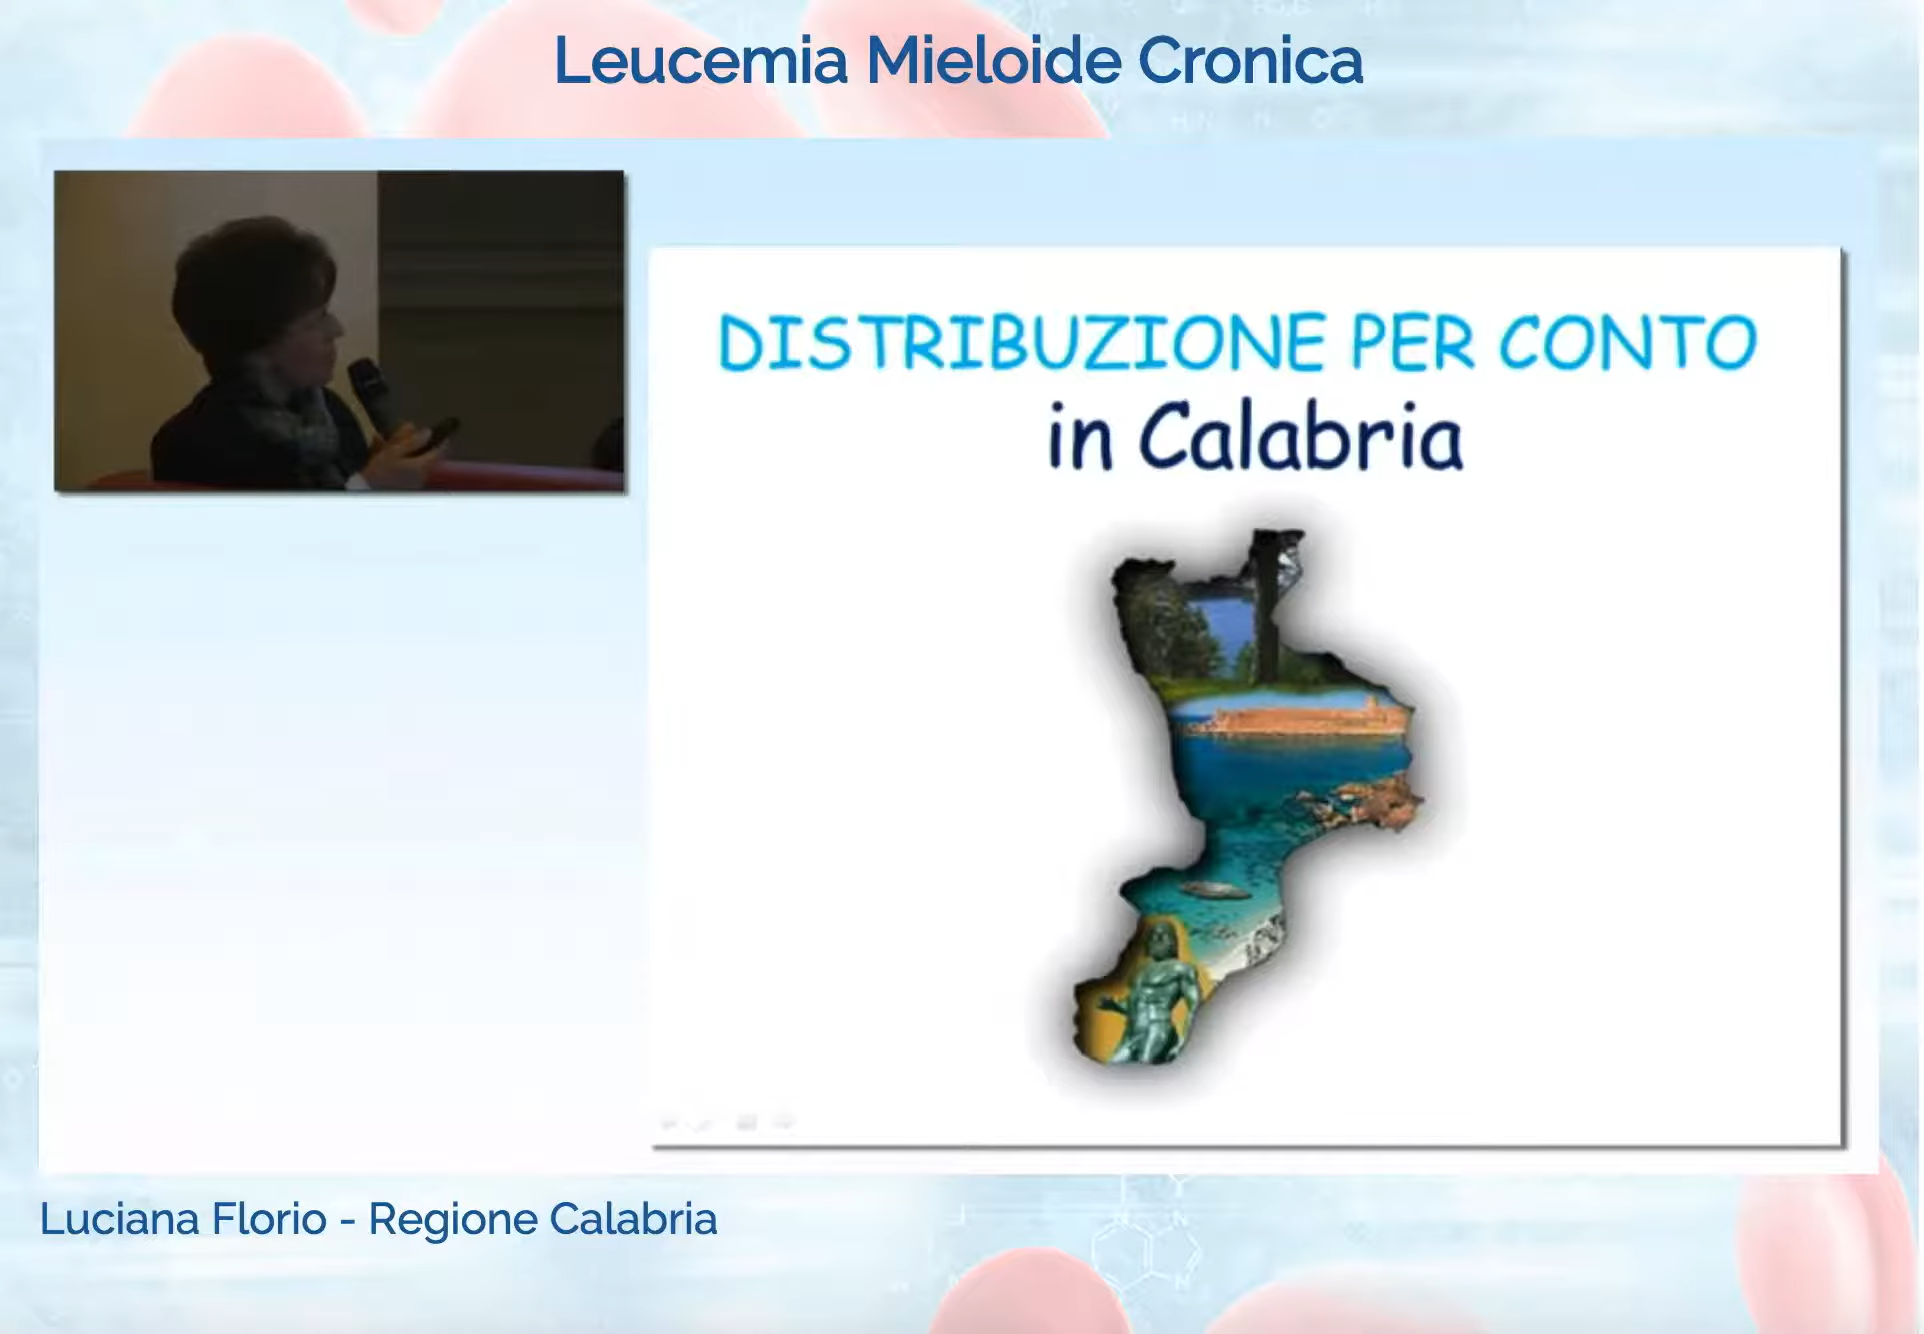 Leucemia Mieloide Cronica
DISTRIBUZIONE PER CONTO
in Calabria
Luciana Florio - Regione Calabria